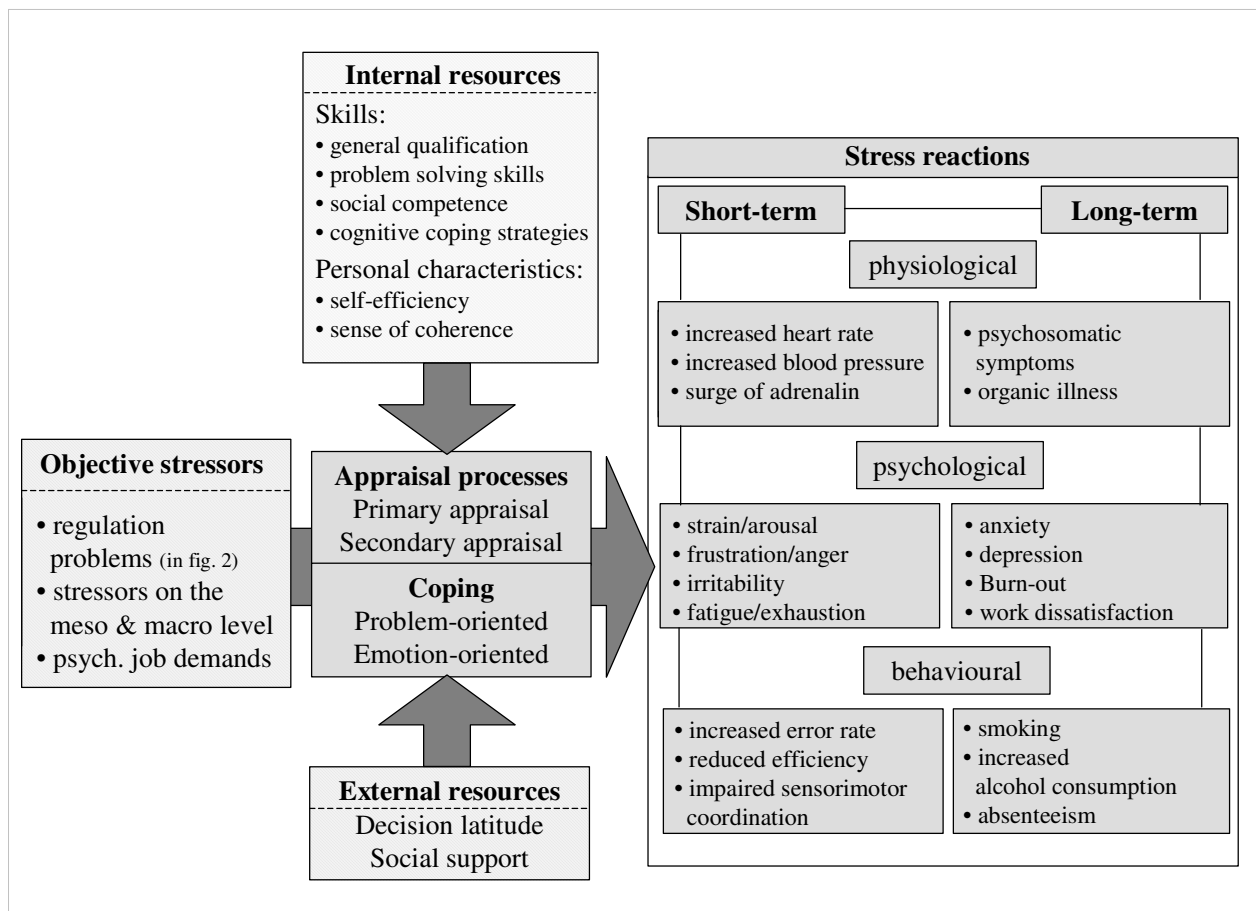 Internal resources
Skills:
• general qualification
• problem solving skills
• social competence
• cognitive coping strategies
Personal characteristics:
• self-efficiency
• sense of coherence
Objective stressors
• regulation
problems (in fig. 2)
• stressors on the
meso & macro level
• psych. job demands
Appraisal processes
Primary appraisal
Secondary appraisal
Coping
Problem-oriented
Emotion-oriented
External resources
Decision latitude
Social support
Stress reactions
Short-term
Long-term
physiological
• increased heart rate
• increased blood pressure
• surge of adrenalin
• psychosomatic
symptoms
• organic illness
psychological
• strain/arousal
• frustration/anger
• irritability
• fatigue/exhaustion
• anxiety
• depression
• Burn-out
• work dissatisfaction
behavioural
• increased error rate
• reduced efficiency
• impaired sensorimotor
coordination
• smoking
• increased
alcohol consumption
• absenteeism